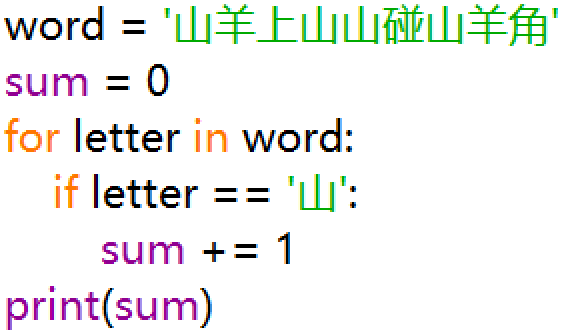 word = '山羊上山山碰山羊角'
sum = 0
for letter in word:
    if letter == '山':
        sum += 1
print(sum)